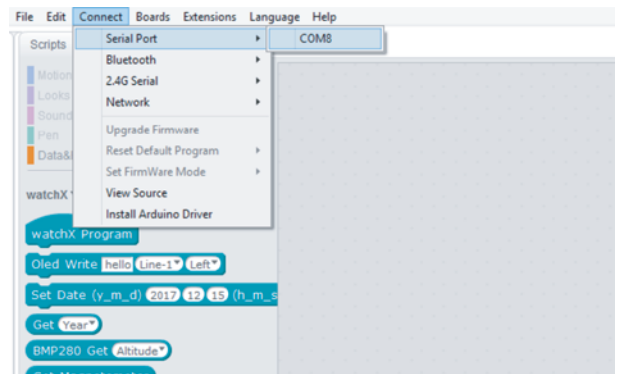 File Edit Connect Boards Extensions Language Help
Scripts
Serial Port
COM8
Bluetooth
2.4G Serial
Network
Upgrade Firmware
Reset Default Program
Set FirmWare Mode
View Source
Install Arduino Driver
Motion
Looks
Sound
Pen
Data&
watchX
watchX Program
Oled Write hello Line-1 Left
Set Date (y_m_d) 2017 12 15 (h_m_s
Get Year
BMP280 Get Altitude